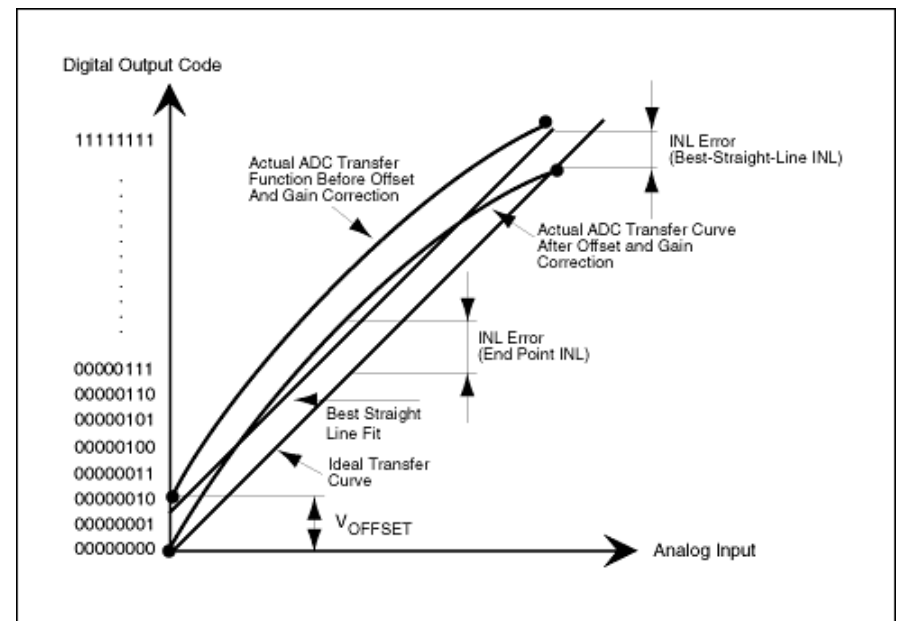 Digital Output Code
11111111
Actual ADC Transfer
Function Before Offset
And Gain Correction
INL Error
(Best-Straight-Line INL)
Actual ADC Transfer Curve
After Offset and Gain
Correction
INL Error
(End Point INL)
00000111
00000110
00000101
00000100
00000011
00000010
00000001
00000000
Best Straight
Line Fit
Ideal Transfer
Curve
VOFFSET
Analog Input